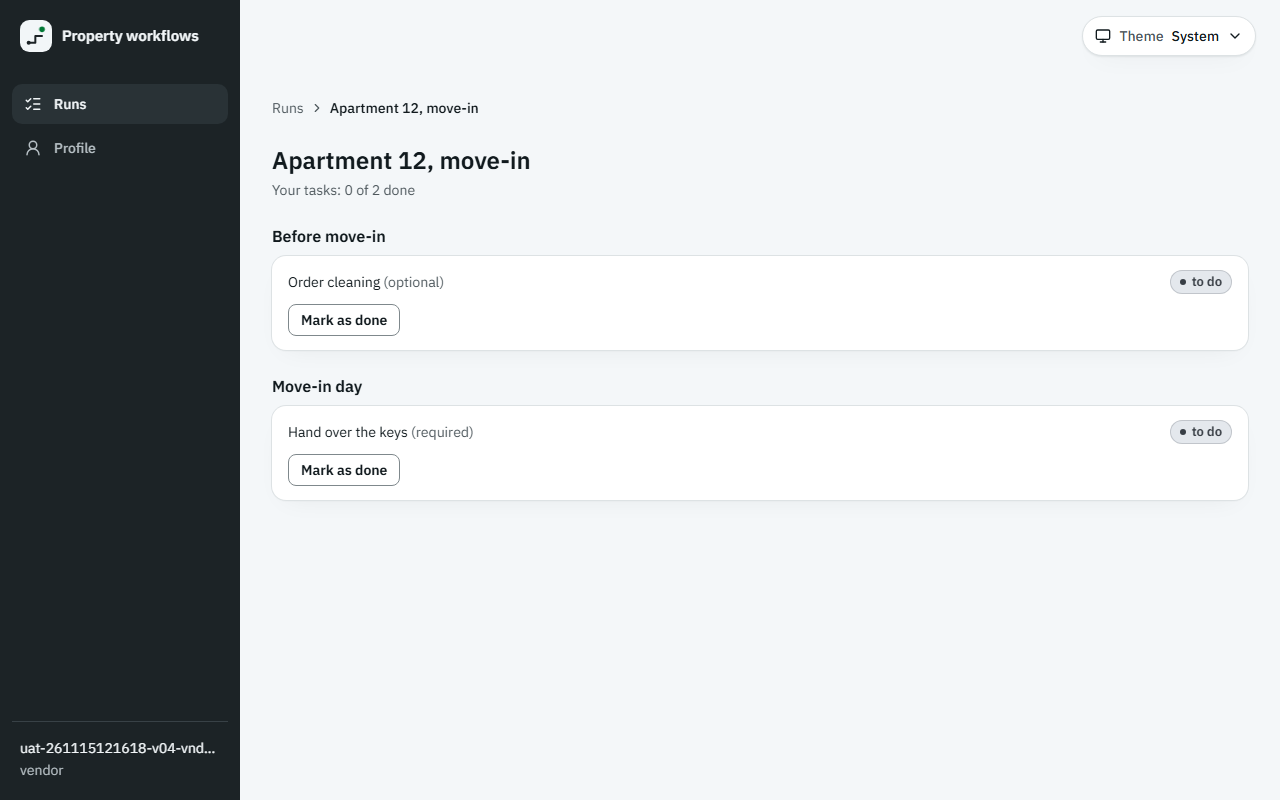 Property workflows
Theme System
Runs
Profile
Runs > Apartment 12, move-in
Apartment 12, move-in
Your tasks: 0 of 2 done
Before move-in
Order cleaning (optional)
to do
Mark as done
Move-in day
Hand over the keys (required)
to do
Mark as done
uat-261115121618-v04-vnd...
vendor